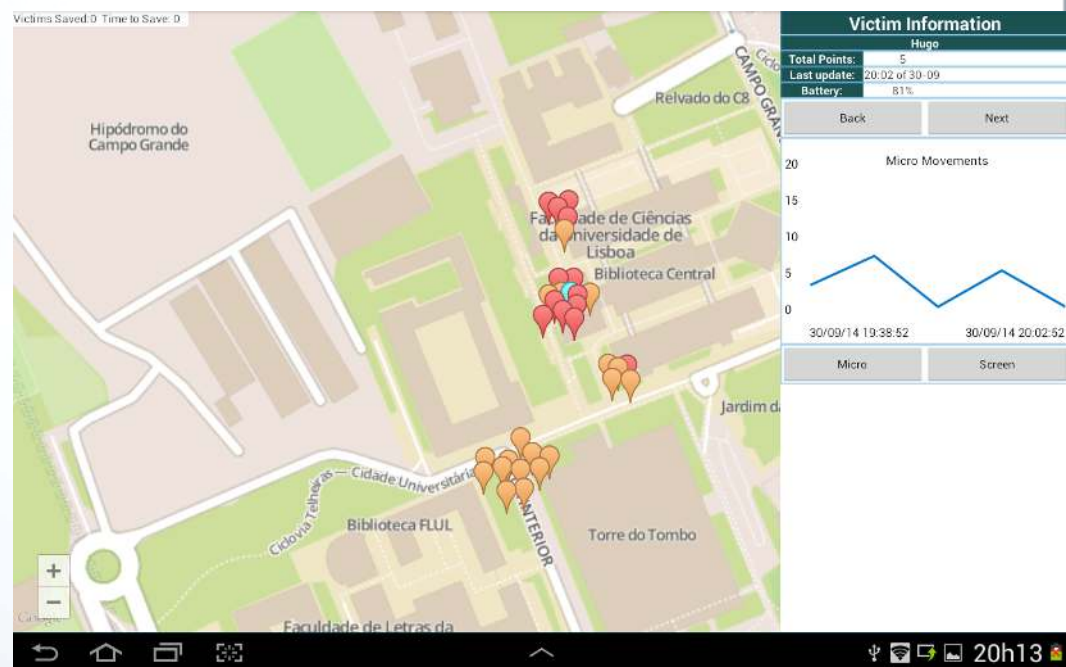 Victims Saved:0 Time to Save: 0
Hipódromo do
Campo Grande
CAMPO GRAN
Relvado do C8
de de Ciências
da niversidade de
Lisboa
Biblioteca Central
Jardim d
Ciclovia Telheiras — Cidade Universitária
INTERIOR
Biblioteca FLUL
Torre do Tombo
Faculdade de Letras da
+
−
Victim Information
Hugo
Total Points: 5
Last update: 20:02 of 30-09
Battery: 81%
Back Next
Micro Movements
20
15
10
5
0
30/09/14 19:38:52 30/09/14 20:02:52
Micro Screen
20h13